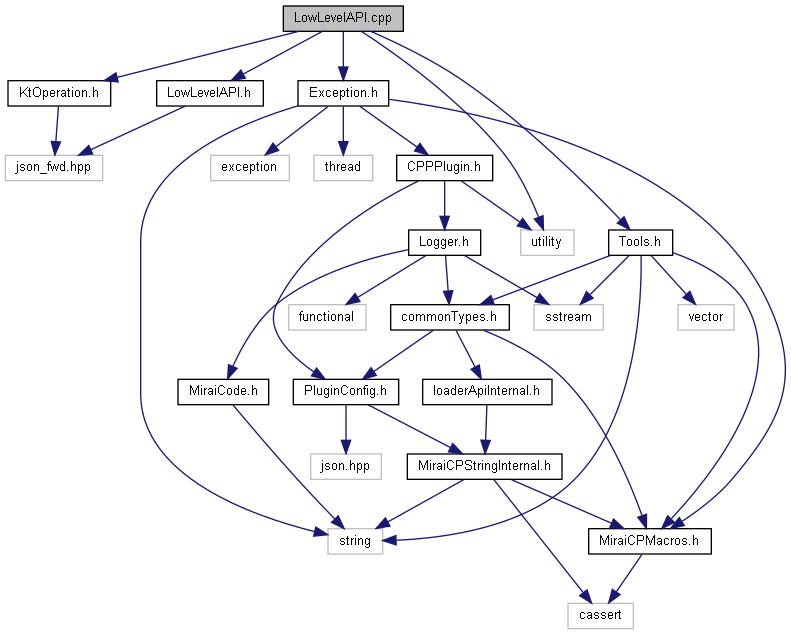 LowLevelAPI.cpp
KtOperation.h
LowLevelAPI.h
Exception.h
json_fwd.hpp
exception
thread
CPPPlugin.h
Logger.h
utility
Tools.h
functional
commonTypes.h
sstream
vector
MiraiCode.h
PluginConfig.h
loaderApiInternal.h
json.hpp
MiraiCPStringInternal.h
string
MiraiCPMacros.h
cassert